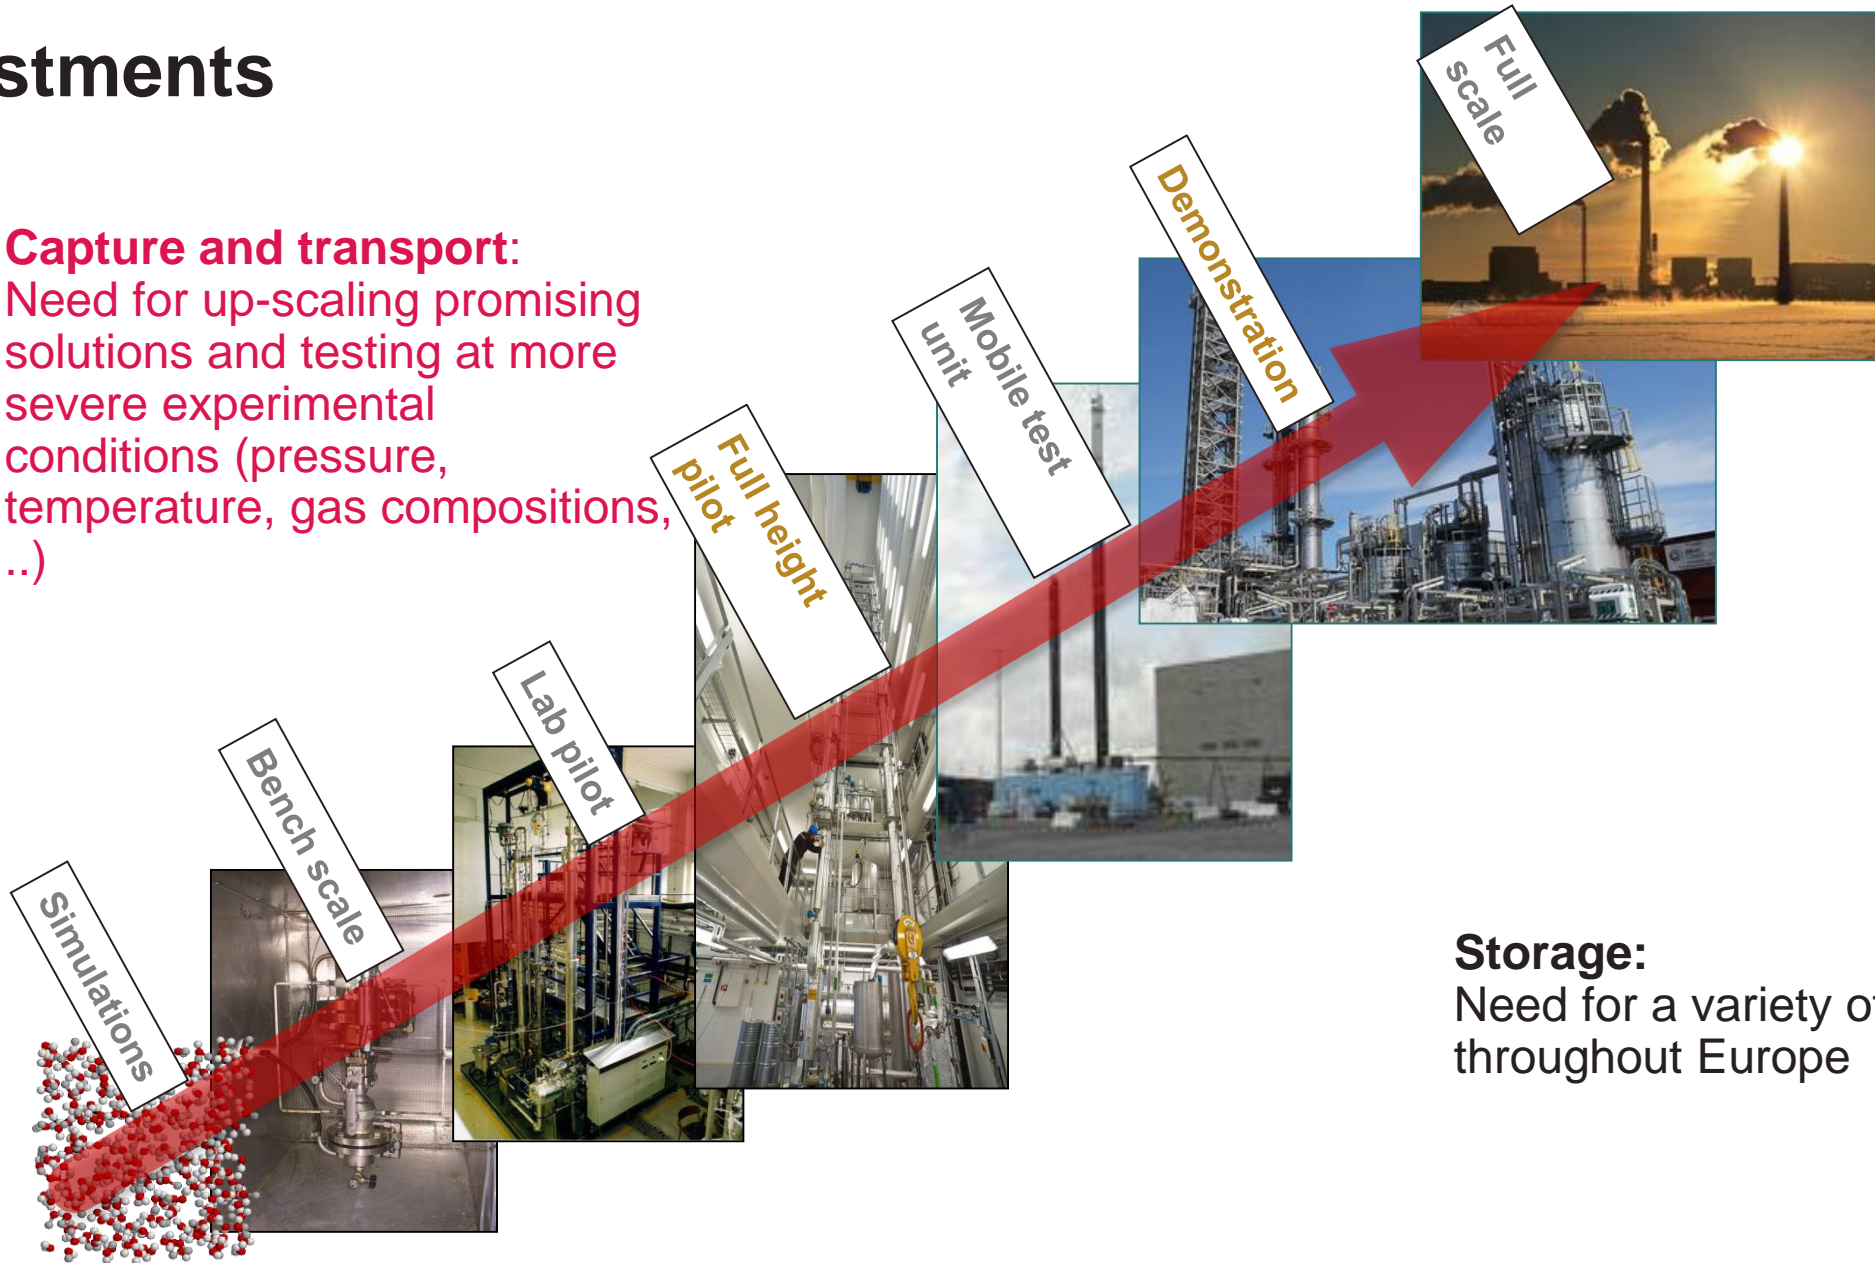 stments
Capture and transport:
Need for up-scaling promising
solutions and testing at more
severe experimental
conditions (pressure,
temperature, gas compositions,
..)
Simulations
Bench scale
Lab pilot
Full height
pilot
Mobile test
unit
Demonstration
Full
scale
Storage:
Need for a variety of
throughout Europe